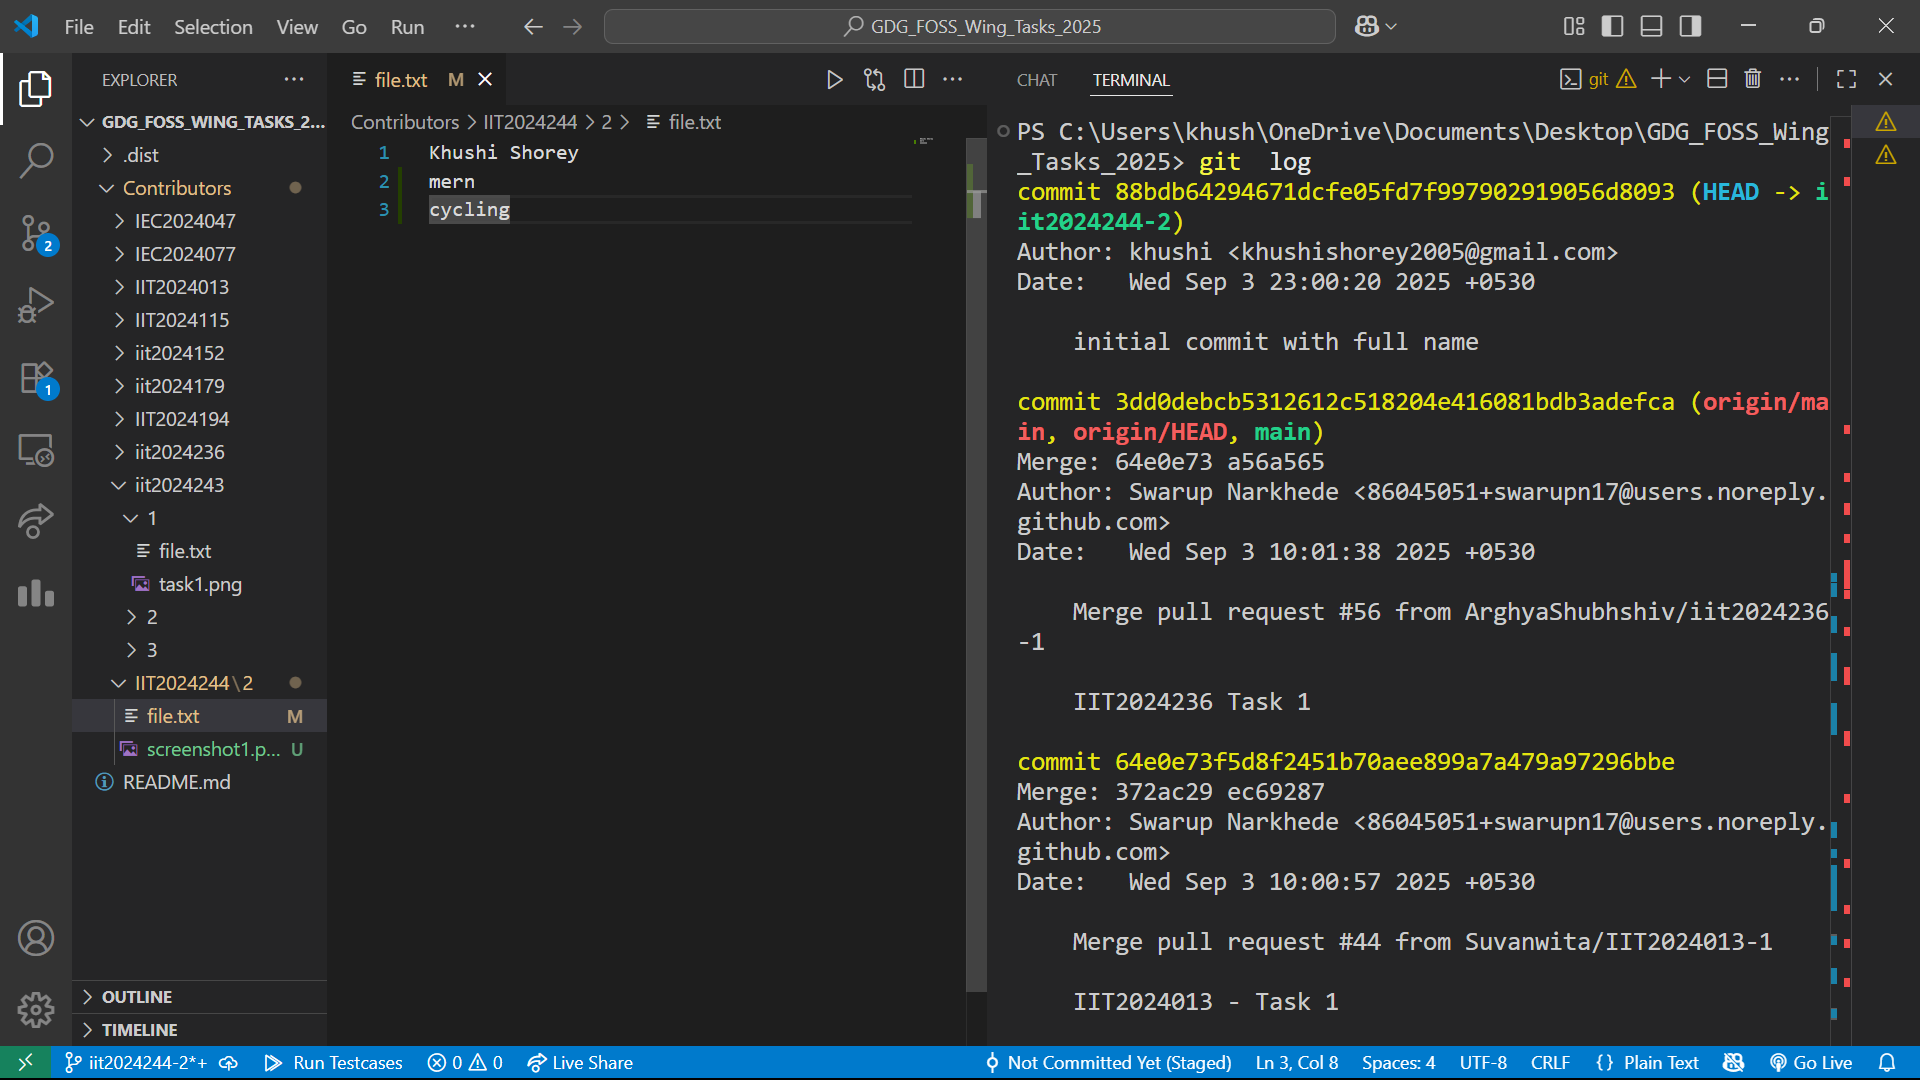 File Edit Selection View Go Run ... GDG_FOSS_Wing_Tasks_2025
EXPLORER
GDG_FOSS_WING_TASKS_2...
.dist
Contributors
IEC2024047
IEC2024077
IIT2024013
IIT2024115
iit2024152
iit2024179
IIT2024194
iit2024236
iit2024243
1
file.txt
task1.png
2
3
IIT2024244\2
file.txt M
screenshot1.p... U
README.md
OUTLINE
TIMELINE
2
1
file.txt M
Contributors > IIT2024244 > 2 > file.txt
1 Khushi Shorey
2 mern
3 cycling
CHAT TERMINAL git
PS C:\Users\khush\OneDrive\Documents\Desktop\GDG_FOSS_Wing
_Tasks_2025> git  log
commit 88bdb64294671dcfe05fd7f997902919056d8093 (HEAD -> i
it2024244-2)
Author: khushi <khushishorey2005@gmail.com>
Date:   Wed Sep 3 23:00:20 2025 +0530
initial commit with full name
commit 3dd0debcb5312612c518204e416081bdb3adefca (origin/ma
in, origin/HEAD, main)
Merge: 64e0e73 a56a565
Author: Swarup Narkhede <86045051+swarupn17@users.noreply.
github.com>
Date:   Wed Sep 3 10:01:38 2025 +0530
Merge pull request #56 from ArghyaShubhshiv/iit2024236
-1
IIT2024236 Task 1
commit 64e0e73f5d8f2451b70aee899a7a479a97296bbe
Merge: 372ac29 ec69287
Author: Swarup Narkhede <86045051+swarupn17@users.noreply.
github.com>
Date:   Wed Sep 3 10:00:57 2025 +0530
Merge pull request #44 from Suvanwita/IIT2024013-1
IIT2024013 - Task 1
iit2024244-2*+ Run Testcases 0 0 Live Share Not Committed Yet (Staged) Ln 3, Col 8 Spaces: 4 UTF-8 CRLF {} Plain Text Go Live